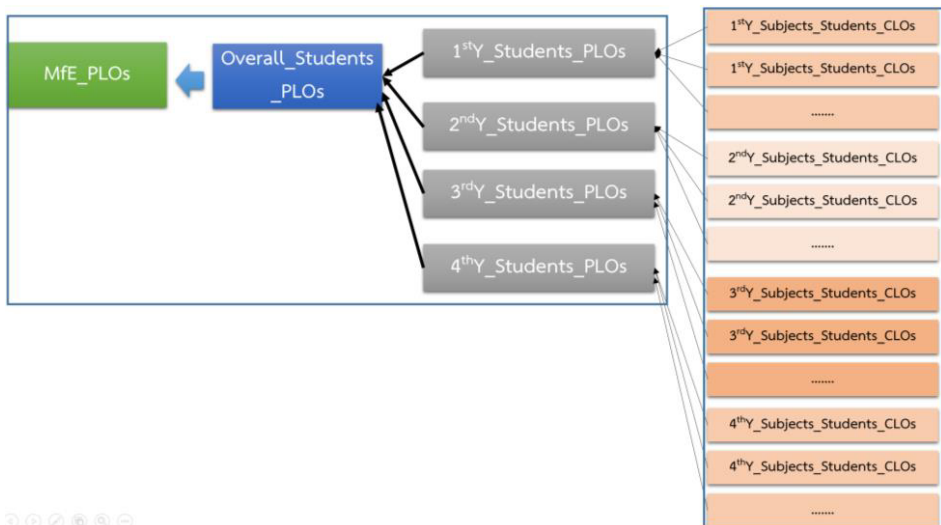 MfE_PLOs
Overall_Students
_PLOs
1stY_Students_PLOs
2ndY_Students_PLOs
3rdY_Students_PLOs
4thY_Students_PLOs
1stY_Subjects_Students_CLOs
1stY_Subjects_Students_CLOs
.......
2ndY_Subjects_Students_CLOs
2ndY_Subjects_Students_CLOs
.......
3rdY_Subjects_Students_CLOs
3rdY_Subjects_Students_CLOs
.......
4thY_Subjects_Students_CLOs
4thY_Subjects_Students_CLOs
.......